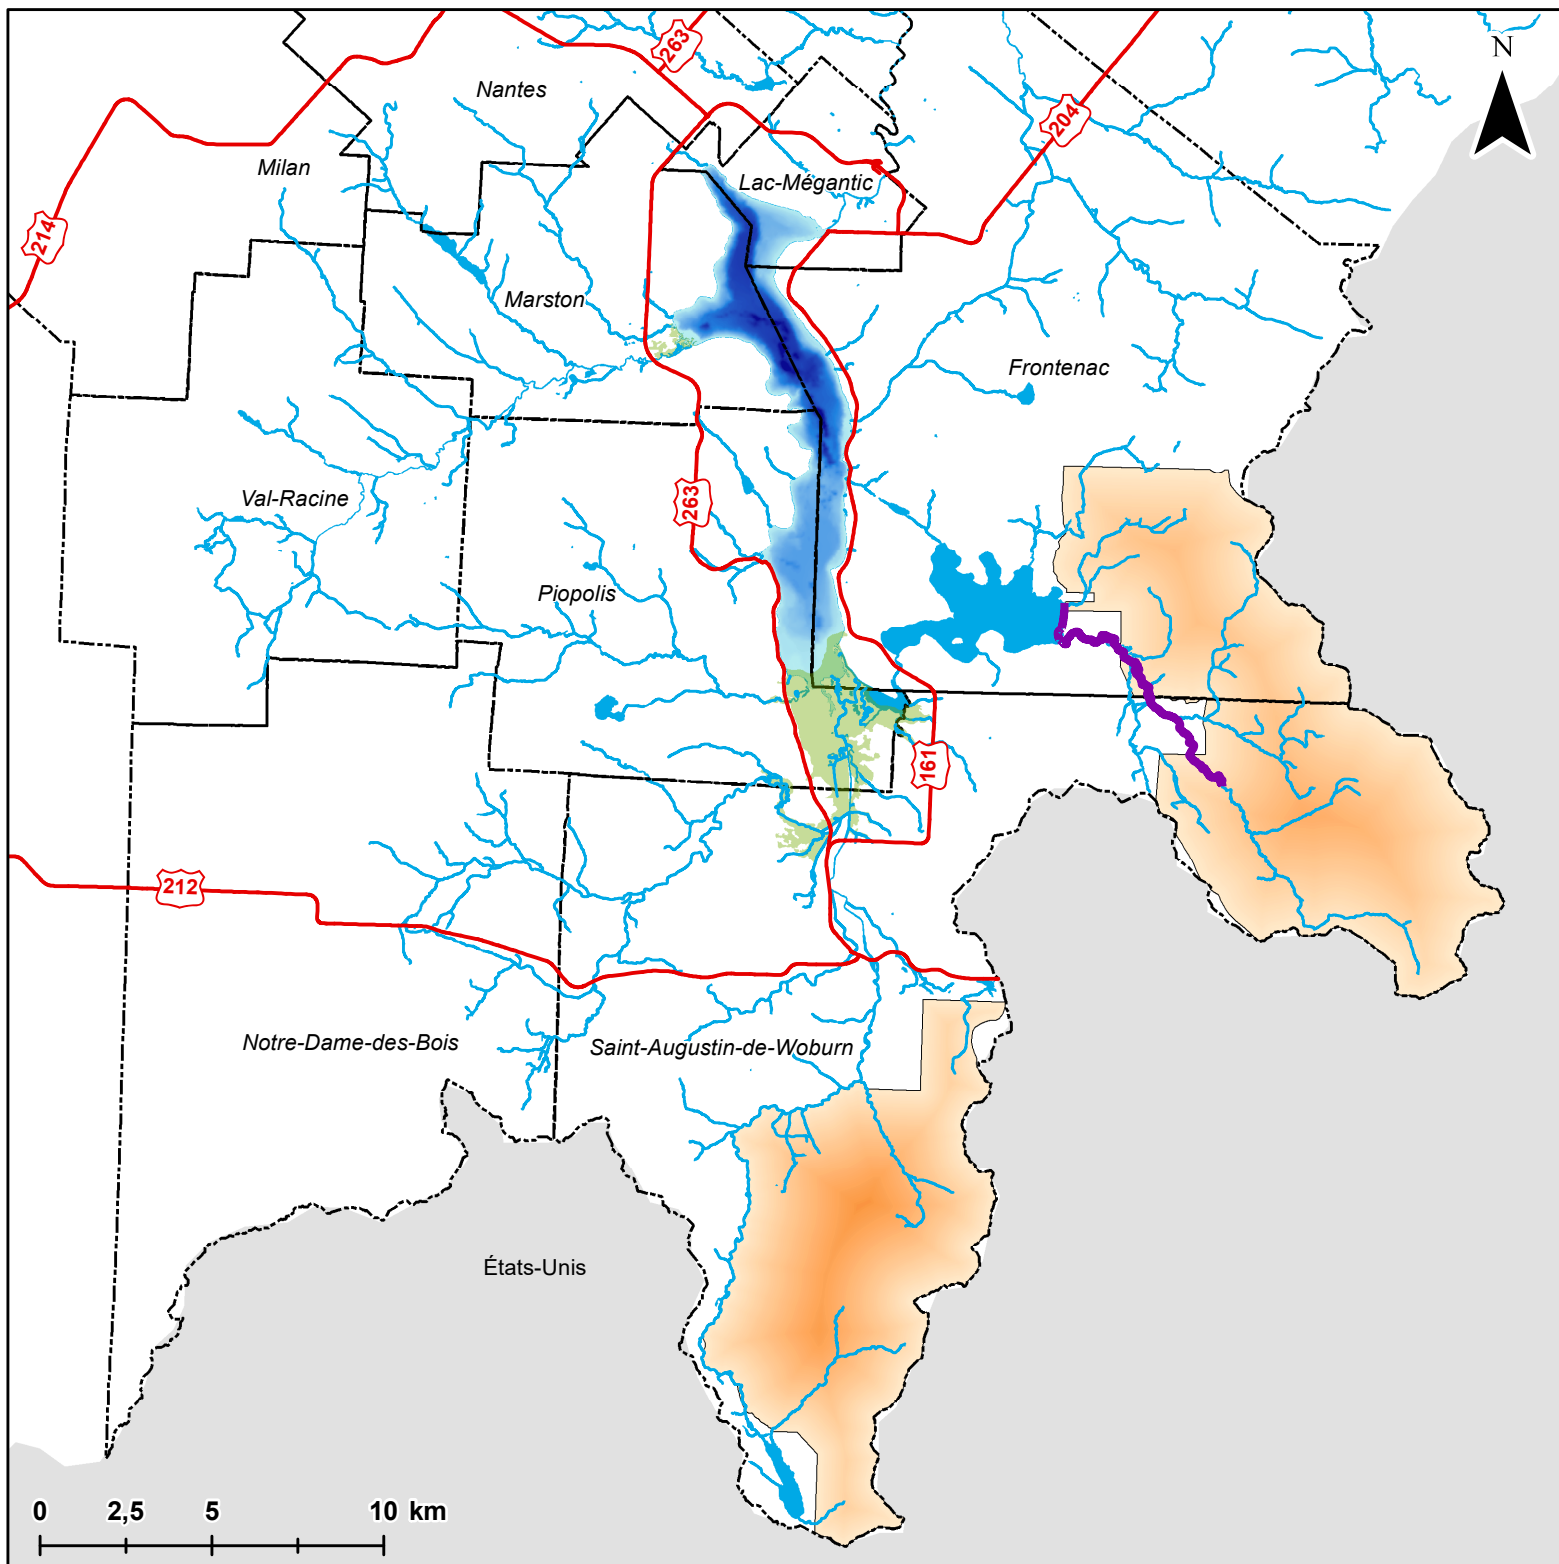 N
263
Nantes
204
Milan
Lac-Mégantic
214
Marston
Frontenac
Val-Racine
263
Piopolis
161
212
Notre-Dame-des-Bois
Saint-Augustin-de-Woburn
États-Unis
0 2,5 5 10 km